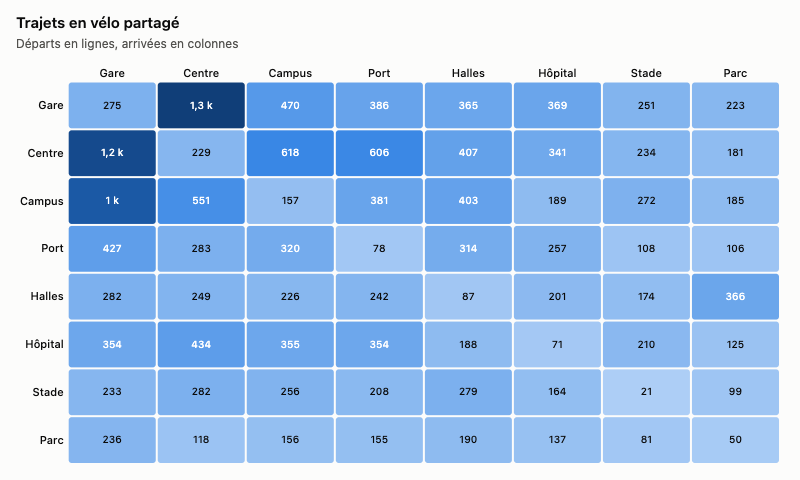 Trajets en vélo partagé
Départs en lignes, arrivées en colonnes
Gare Centre Campus Port Halles Hôpital Stade Parc
Gare 275 1,3 k 470 386 365 369 251 223
Centre 1,2 k 229 618 606 407 341 234 181
Campus 1 k 551 157 381 403 189 272 185
Port 427 283 320 78 314 257 108 106
Halles 282 249 226 242 87 201 174 366
Hôpital 354 434 355 354 188 71 210 125
Stade 233 282 256 208 279 164 21 99
Parc 236 118 156 155 190 137 81 50